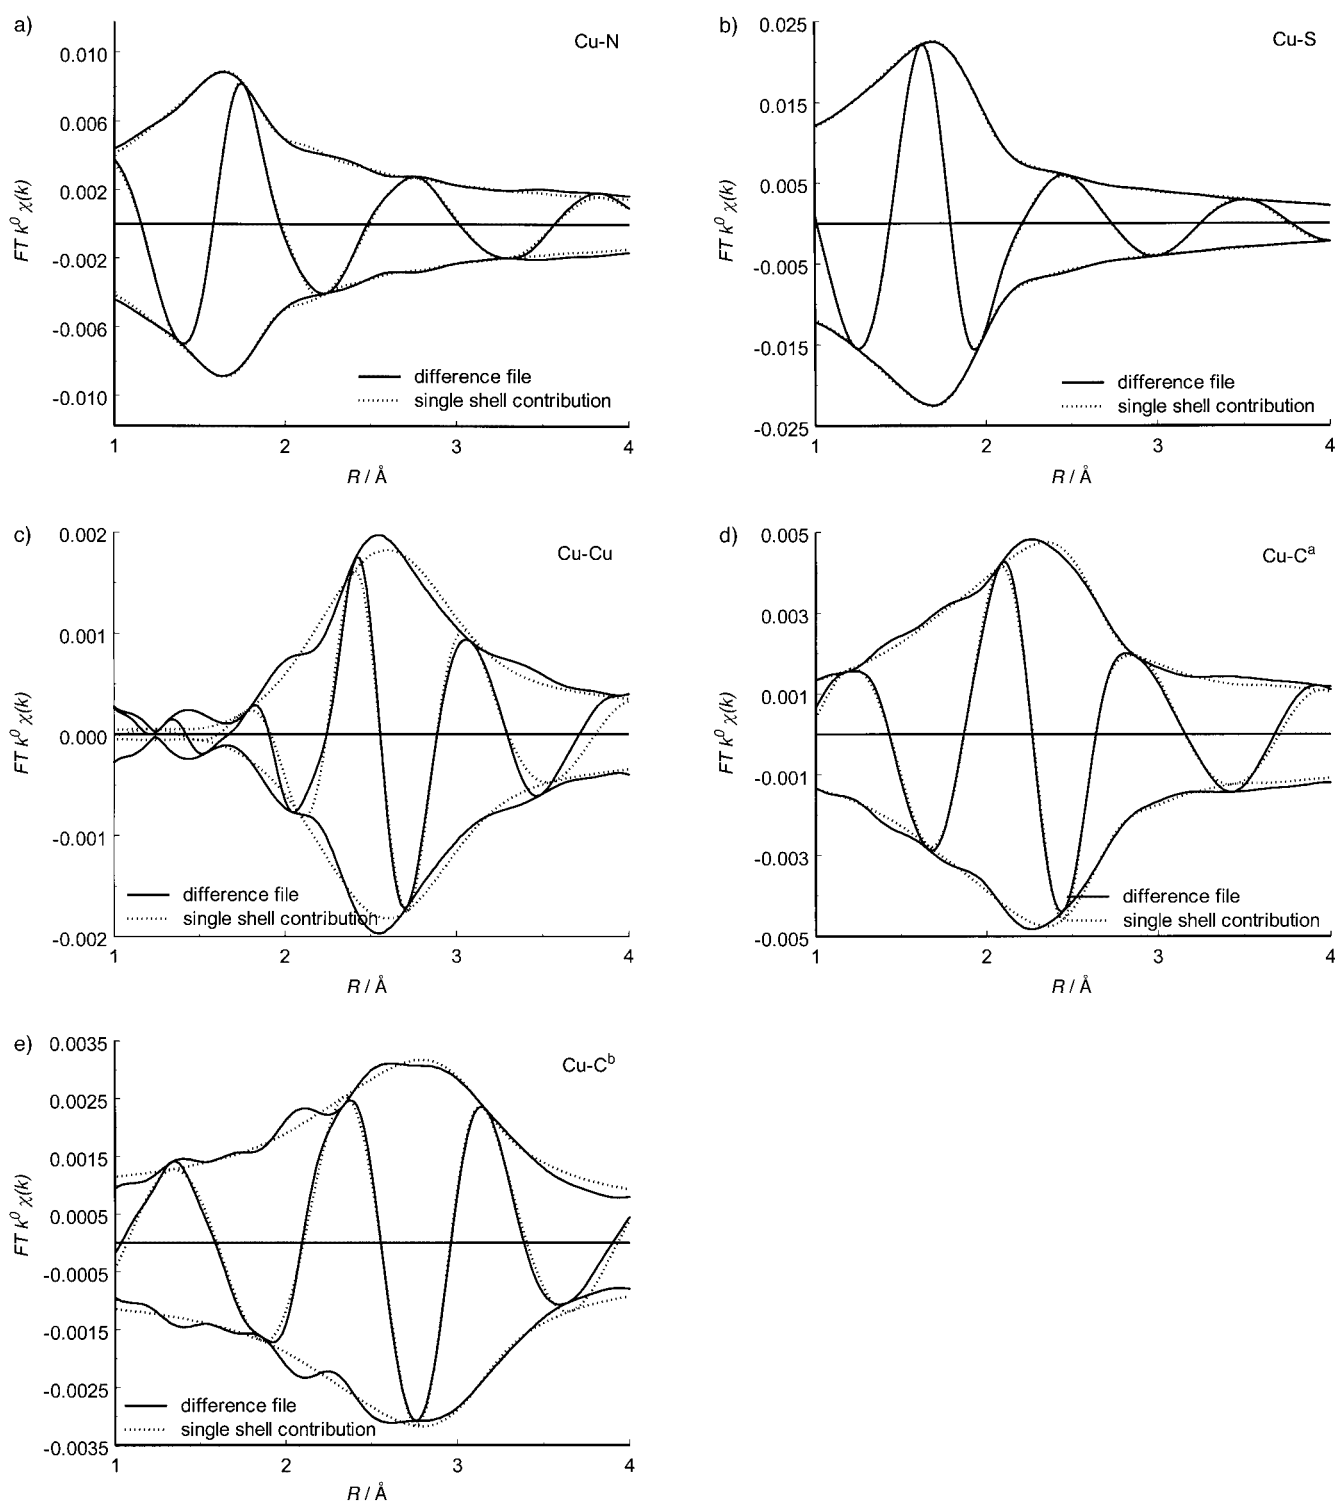 a)
Cu-N
0.010
0.006
0.002
-0.002
-0.006
-0.010
FT k⁰ χ(k)
difference file
single shell contribution
1 2 3 4
R / Å
b)
Cu-S
0.025
0.015
0.005
-0.005
-0.015
-0.025
FT k⁰ χ(k)
difference file
single shell contribution
1 2 3 4
R / Å
c)
Cu-Cu
0.002
0.001
0.000
-0.001
-0.002
FT k⁰ χ(k)
difference file
single shell contribution
1 2 3 4
R / Å
d)
Cu-Cᵃ
0.005
0.003
0.001
-0.001
-0.003
-0.005
FT k⁰ χ(k)
difference file
single shell contribution
1 2 3 4
R / Å
e)
Cu-Cᵇ
0.0035
0.0025
0.0015
0.0005
-0.0005
-0.0015
-0.0025
-0.0035
FT k⁰ χ(k)
difference file
single shell contribution
1 2 3 4
R / Å